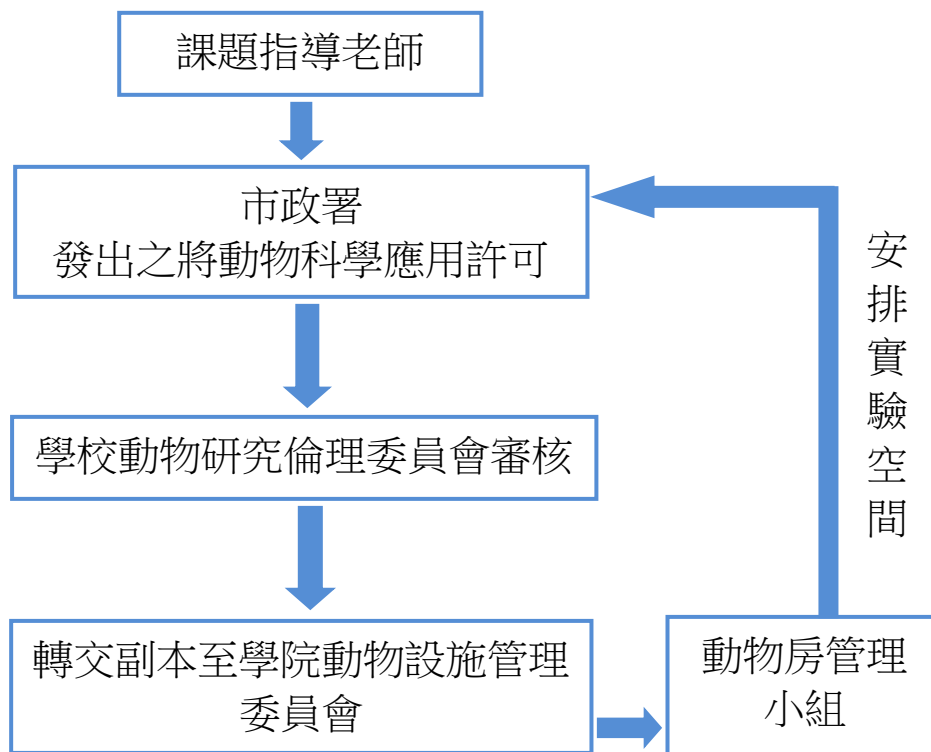 課題指導老師
市政署
發出之將動物科學應用許可
學校動物研究倫理委員會審核
轉交副本至學院動物設施管理
委員會
動物房管理
小組
安排實驗空間